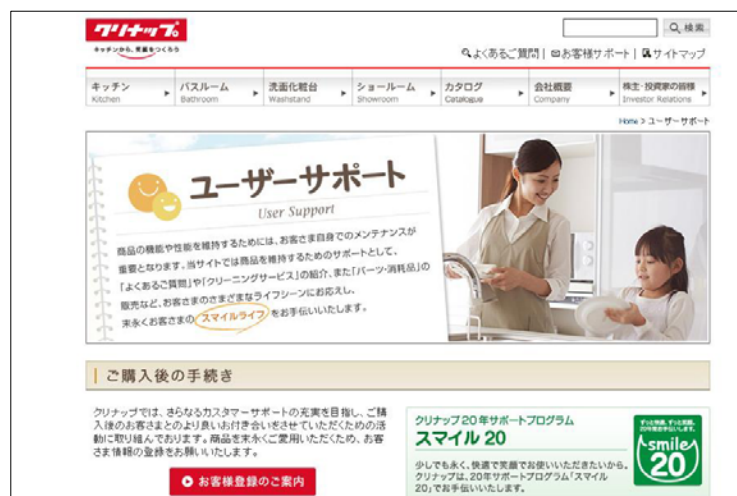 クリナップ
キッチンから、笑顔をつくろう
検索
よくあるご質問 | お客様サポート | サイトマップ
キッチン バスルーム 洗面化粧台 ショールーム カタログ 会社概要 株主・投資家の皆様
Kitchen Bathroom Washstand Showroom Catalogue Company Investor Relations
Home > ユーザーサポート
ユーザーサポート
User Support
商品の機能や性能を維持するためには、お客さま自身でのメンテナンスが
重要となります。当サイトでは商品を維持するためのサポートとして、
「よくあるご質問」や「クリーニングサービス」の紹介、また「パーツ・消耗品」の
販売など、お客さまのさまざまなライフシーンにお応えし、
末永くお客さまの スマイルライフ をお手伝いいたします。
ご購入後の手続き
クリナップでは、さらなるカスタマーサポートの充実を目指し、ご購
入後のお客さまとのより良いお付き合いをさせていただくための活
動に取り組んでおります。商品を末永くご愛用いただくため、お客
さま情報の登録をお願いいたします。
お客様登録のご案内
クリナップ20年サポートプログラム
スマイル20
少しでも永く、快適で笑顔でお使いいただきたいから。
クリナップは、20年サポートプログラム「スマイル
20」でお手伝いいたします。
ずっと快適、ずっと笑顔。
20年間お手伝いします。
smile
20